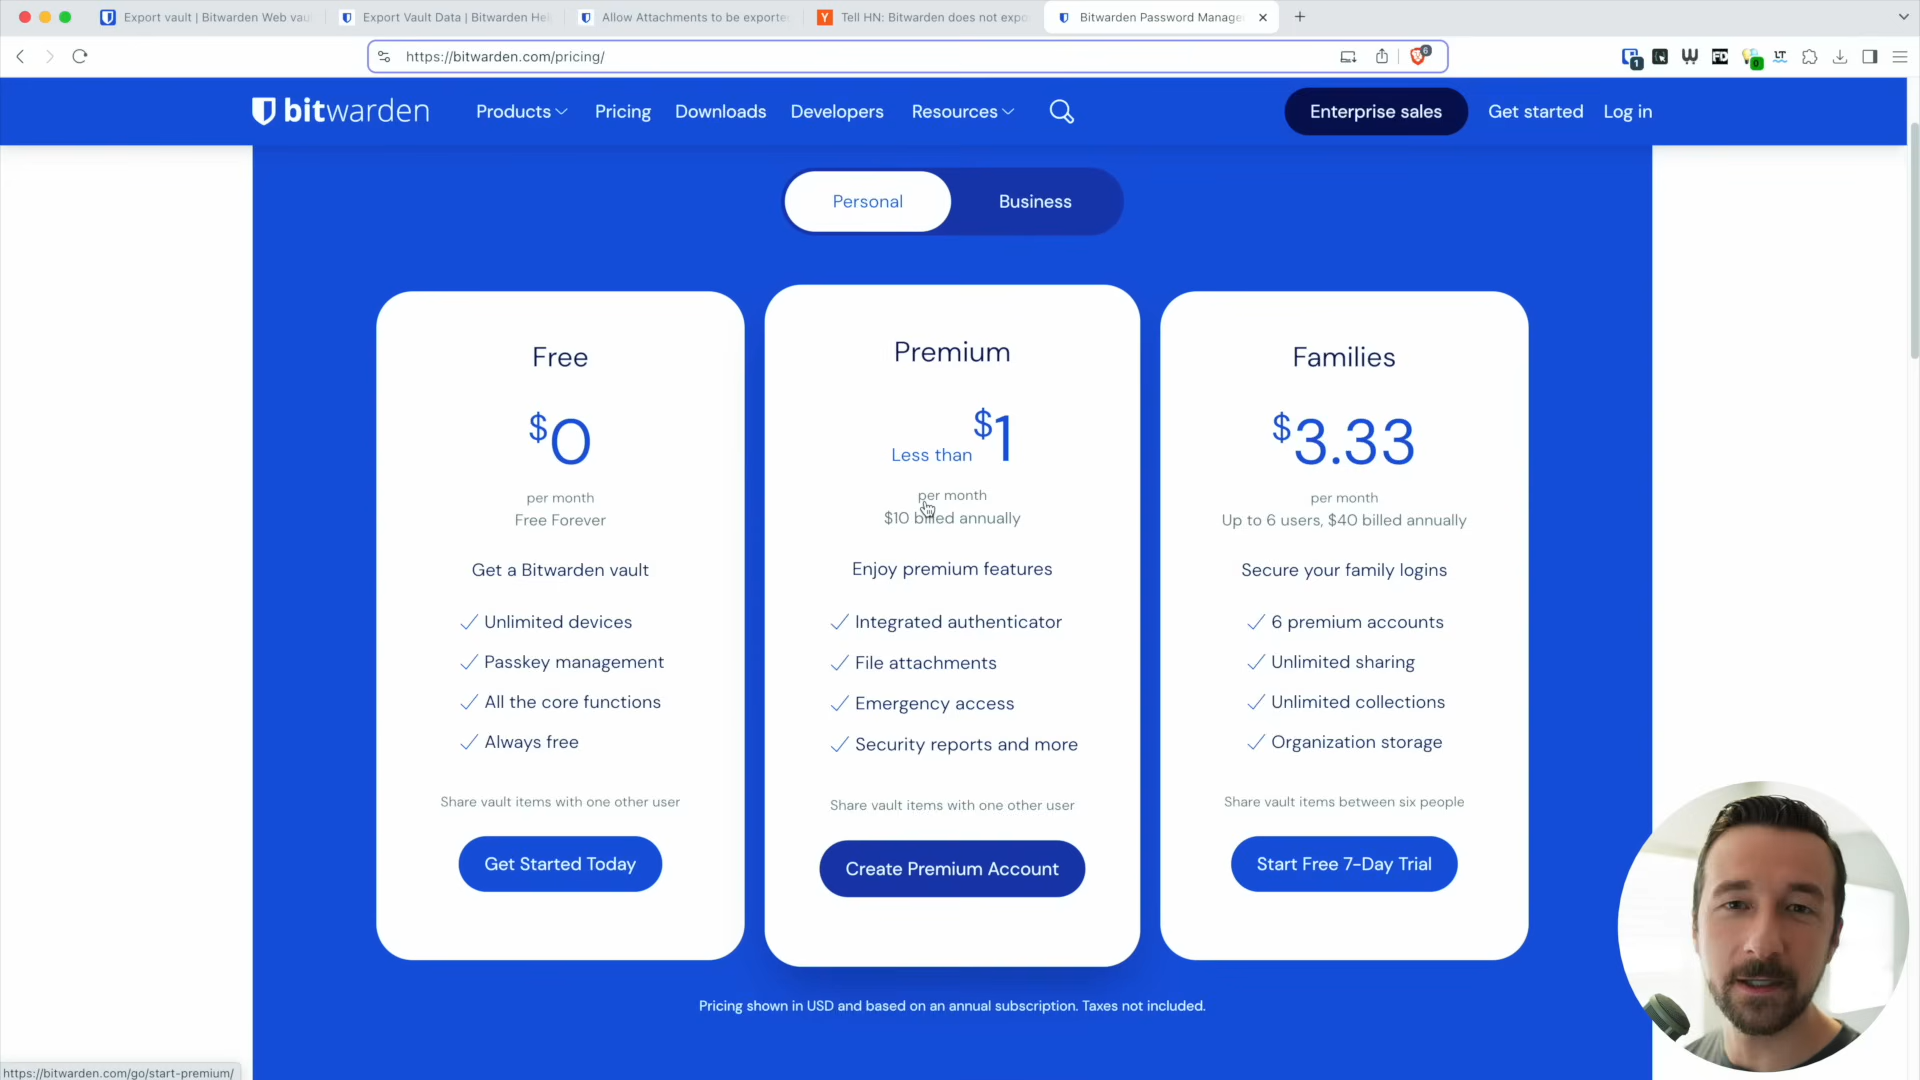 Export vault | Bitwarden Web vau
Export Vault Data | Bitwarden He
Allow Attachments to be exporte
Tell HN: Bitwarden does not expo
Bitwarden Password Manage
https://bitwarden.com/pricing/
6
1
FD
0
LT
bitwarden
Products
Pricing
Downloads
Developers
Resources
Enterprise sales
Get started
Log in
Personal
Business
Free
$0
per month
Free Forever
Get a Bitwarden vault
Unlimited devices
Passkey management
All the core functions
Always free
Share vault items with one other user
Get Started Today
Premium
Less than $1
per month
$10 billed annually
Enjoy premium features
Integrated authenticator
File attachments
Emergency access
Security reports and more
Share vault items with one other user
Create Premium Account
Families
$3.33
per month
Up to 6 users, $40 billed annually
Secure your family logins
6 premium accounts
Unlimited sharing
Unlimited collections
Organization storage
Share vault items between six people
Start Free 7-Day Trial
Pricing shown in USD and based on an annual subscription. Taxes not included.
https://bitwarden.com/go/start-premium/